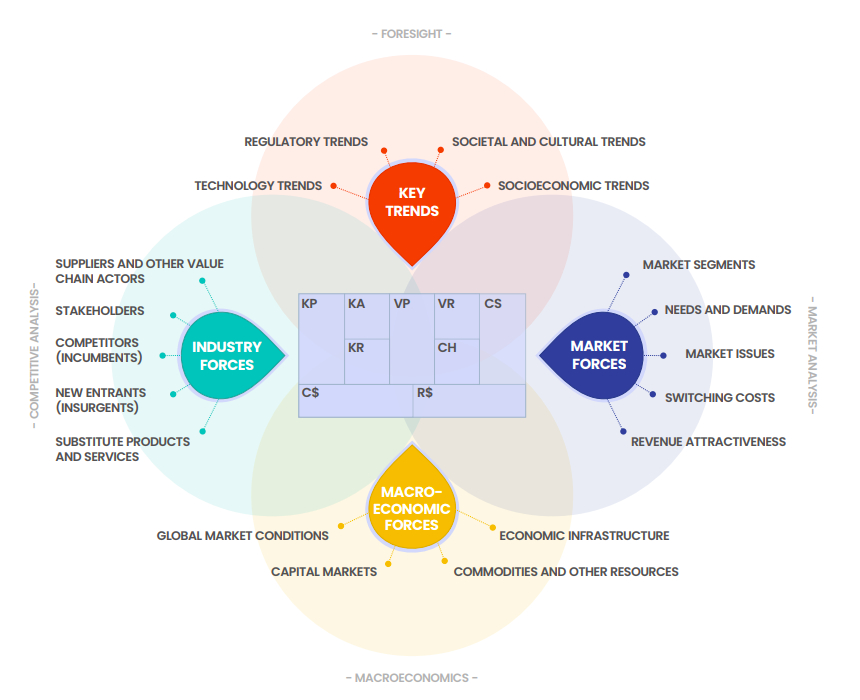 - FORESIGHT -
REGULATORY TRENDS
SOCIETAL AND CULTURAL TRENDS
TECHNOLOGY TRENDS
SOCIOECONOMIC TRENDS
KEY
TRENDS
- COMPETITIVE ANALYSIS-
SUPPLIERS AND OTHER VALUE
CHAIN ACTORS
STAKEHOLDERS
COMPETITORS
(INCUMBENTS)
NEW ENTRANTS
(INSURGENTS)
SUBSTITUTE PRODUCTS
AND SERVICES
INDUSTRY
FORCES
KP
KA
VP
VR
CS
KR
CH
C$
R$
MARKET
FORCES
MARKET SEGMENTS
NEEDS AND DEMANDS
MARKET ISSUES
SWITCHING COSTS
REVENUE ATTRACTIVENESS
- MARKET ANALYSIS-
MACRO-
ECONOMIC
FORCES
GLOBAL MARKET CONDITIONS
ECONOMIC INFRASTRUCTURE
CAPITAL MARKETS
COMMODITIES AND OTHER RESOURCES
- MACROECONOMICS -